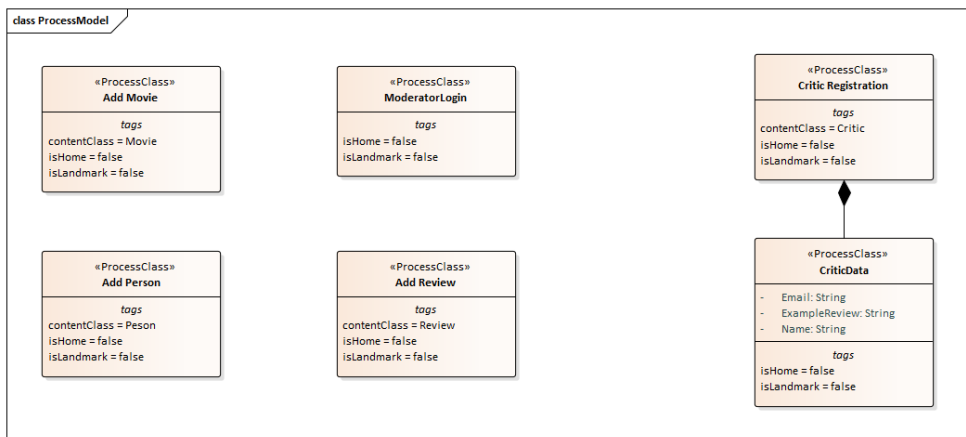 class ProcessModel
«ProcessClass»
Add Movie
tags
contentClass = Movie
isHome = false
isLandmark = false
«ProcessClass»
ModeratorLogin
tags
isHome = false
isLandmark = false
«ProcessClass»
Critic Registration
tags
contentClass = Critic
isHome = false
isLandmark = false
«ProcessClass»
Add Person
tags
contentClass = Peson
isHome = false
isLandmark = false
«ProcessClass»
Add Review
tags
contentClass = Review
isHome = false
isLandmark = false
«ProcessClass»
CriticData
- Email: String
- ExampleReview: String
- Name: String
tags
isHome = false
isLandmark = false